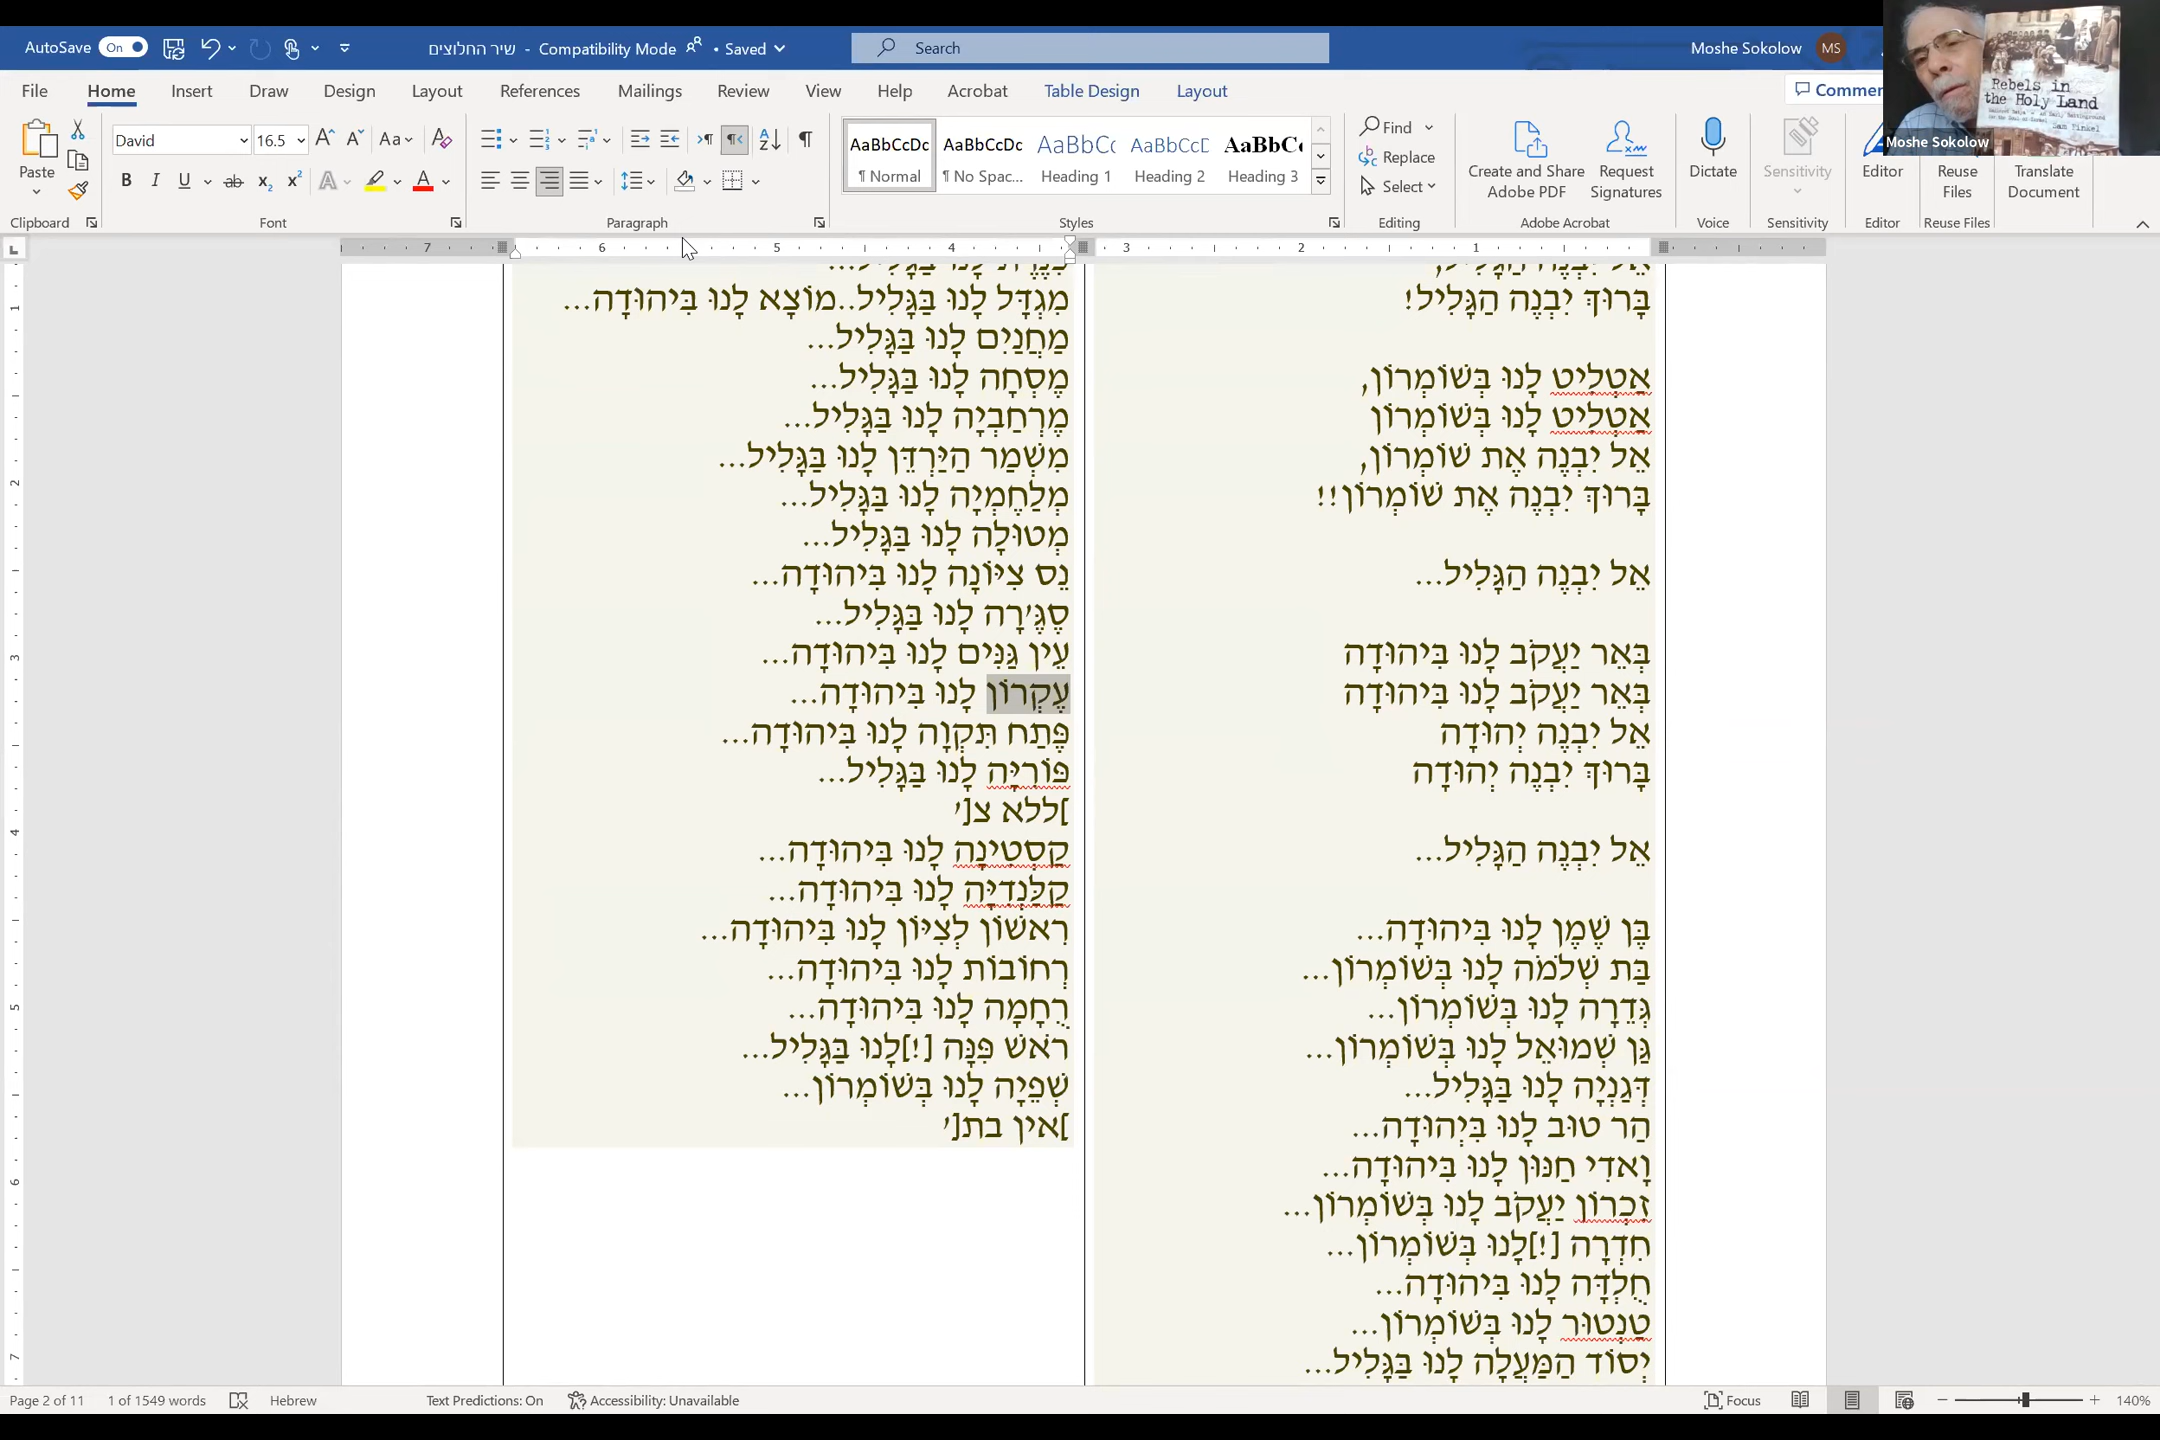 AutoSave On
שיר החלוצים - Compatibility Mode • Saved
Search
Moshe Sokolow MS
File Home Insert Draw Design Layout References Mailings Review View Help Acrobat Table Design Layout
Paste
David 16.5
Normal
No Spac...
Heading 1
Heading 2
Heading 3
Find
Replace
Select
Create and Share Adobe PDF
Request Signatures
Dictate
Sensitivity
Editor
Reuse Files
Translate Document
Clipboard Font Paragraph Styles Editing Adobe Acrobat Voice Sensitivity Editor Reuse Files
Rebels in
the Holy Land
Sam Finkel
Moshe Sokolow
בָּרוּךְ יִבְנֶה הַגָּלִיל!
אַטְלִיט לָנוּ בְּשׁוֹמְרוֹן,
אַטְלִיט לָנוּ בְּשׁוֹמְרוֹן
אֵל יִבְנֶה אֶת שׁוֹמְרוֹן,
בָּרוּךְ יִבְנֶה אֶת שׁוֹמְרוֹן!!
אֵל יִבְנֶה הַגָּלִיל...
בְּאֵר יַעֲקֹב לָנוּ בִּיהוּדָה
בְּאֵר יַעֲקֹב לָנוּ בִּיהוּדָה
אֵל יִבְנֶה יְהוּדָה
בָּרוּךְ יִבְנֶה יְהוּדָה
אֵל יִבְנֶה הַגָּלִיל...
בֶּן שֶׁמֶן לָנוּ בִּיהוּדָה...
בַּת שְׁלֹמֹה לָנוּ בְּשׁוֹמְרוֹן...
גְּדֵרָה לָנוּ בְּשׁוֹמְרוֹן...
גַּן שְׁמוּאֵל לָנוּ בְּשׁוֹמְרוֹן...
דְּגַנְיָה לָנוּ בַּגָּלִיל...
הַר טוּב לָנוּ בִּיְהוּדָה...
וָאדִי חַנּוּן לָנוּ בִּיהוּדָה...
זִכְרוֹן יַעֲקֹב לָנוּ בְּשׁוֹמְרוֹן...
חִדְרָה [!]לָנוּ בְּשׁוֹמְרוֹן...
חֻלְדָּה לָנוּ בִּיהוּדָה...
טַנְטוּר לָנוּ בְּשׁוֹמְרוֹן...
יְסוֹד הַמַּעֲלָה לָנוּ בַּגָּלִיל...
מִגְדָּל לָנוּ בַּגָּלִיל..מוֹצָא לָנוּ בִּיהוּדָה...
מַחֲנַיִם לָנוּ בַּגָּלִיל...
מֶסְחָה לָנוּ בַּגָּלִיל...
מֶרְחַבְיָה לָנוּ בַּגָּלִיל...
מִשְׁמַר הַיַּרְדֵּן לָנוּ בַּגָּלִיל...
מְלַחֶמְיָה לָנוּ בַּגָּלִיל...
מְטוּלָה לָנוּ בַּגָּלִיל...
נֵס צִיּוֹנָה לָנוּ בִּיהוּדָה...
סֶגֶּ'רָה לָנוּ בַּגָּלִיל...
עֵין גַּנִּים לָנוּ בִּיהוּדָה...
עֶקְרוֹן לָנוּ בִּיהוּדָה...
פֶּתַח תִּקְוָה לָנוּ בִּיהוּדָה...
פּוֹרִיָּה לָנוּ בַּגָּלִיל...
]ללא צ['
קַסְטִינָה לָנוּ בִּיהוּדָה...
קַלַּנְדִיָּה לָנוּ בִּיהוּדָה...
רִאשׁוֹן לְצִיּוֹן לָנוּ בִּיהוּדָה...
רְחוֹבוֹת לָנוּ בִּיהוּדָה...
רֻחָמָה לָנוּ בִּיהוּדָה...
רֹאשׁ פִּנָּה [!]לָנוּ בַּגָּלִיל...
שְׁפֵיָה לָנוּ בְּשׁוֹמְרוֹן...
]אין בת['
Page 2 of 11 1 of 1549 words Hebrew Text Predictions: On Accessibility: Unavailable Focus 140%